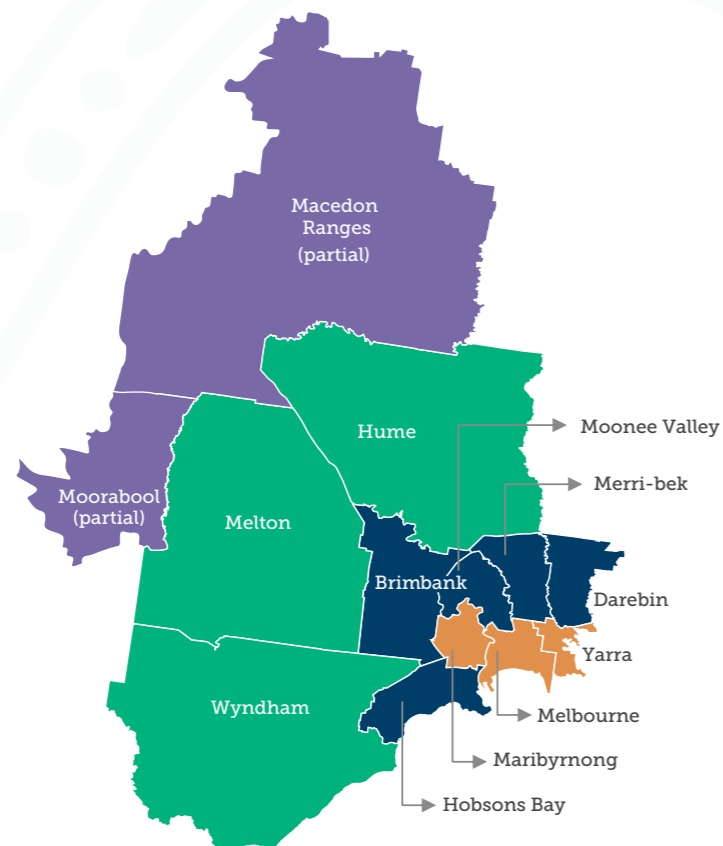 Macedon
Ranges
(partial)
Hume
Moonee Valley
Merri-bek
Moorabool
(partial)
Melton
Brimbank
Darebin
Yarra
Wyndham
Melbourne
Maribyrnong
Hobsons Bay